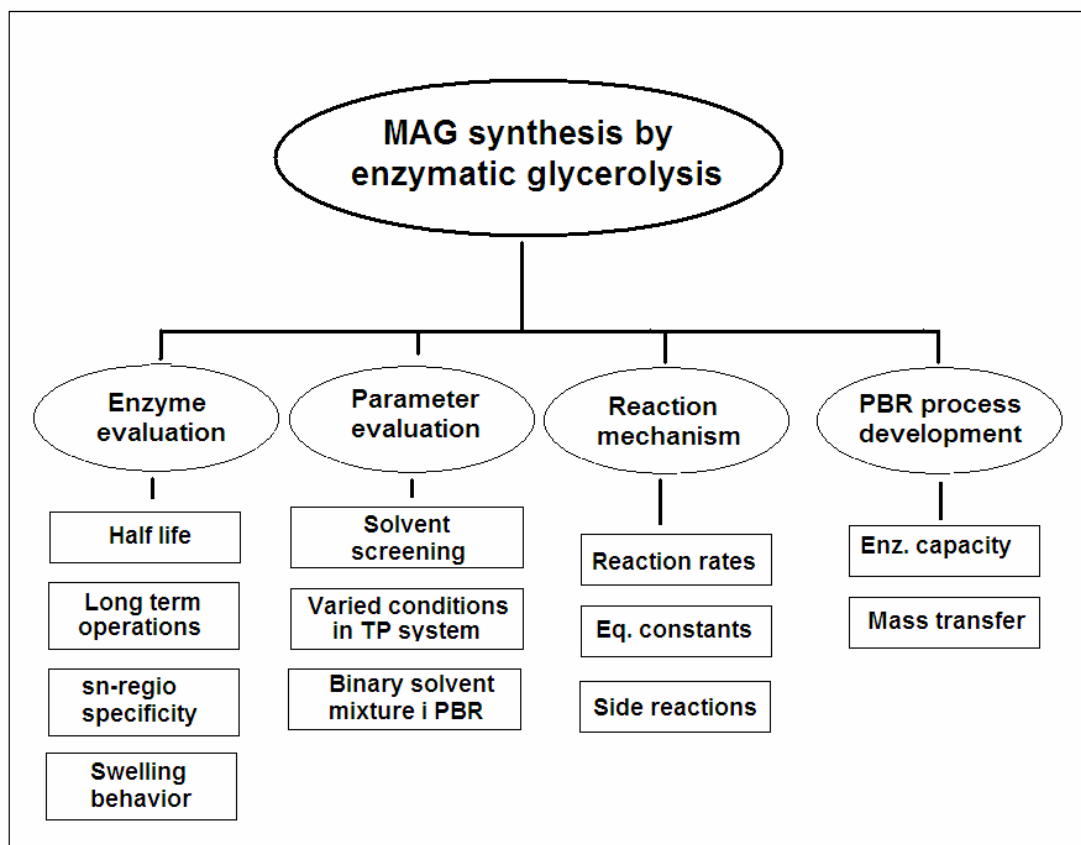 MAG synthesis by
enzymatic glycerolysis
Enzyme
evaluation
Half life
Long term
operations
sn-regio
specificity
Swelling
behavior
Parameter
evaluation
Solvent
screening
Varied conditions
in TP system
Binary solvent
mixture i PBR
Reaction
mechanism
Reaction rates
Eq. constants
Side reactions
PBR process
development
Enz. capacity
Mass transfer